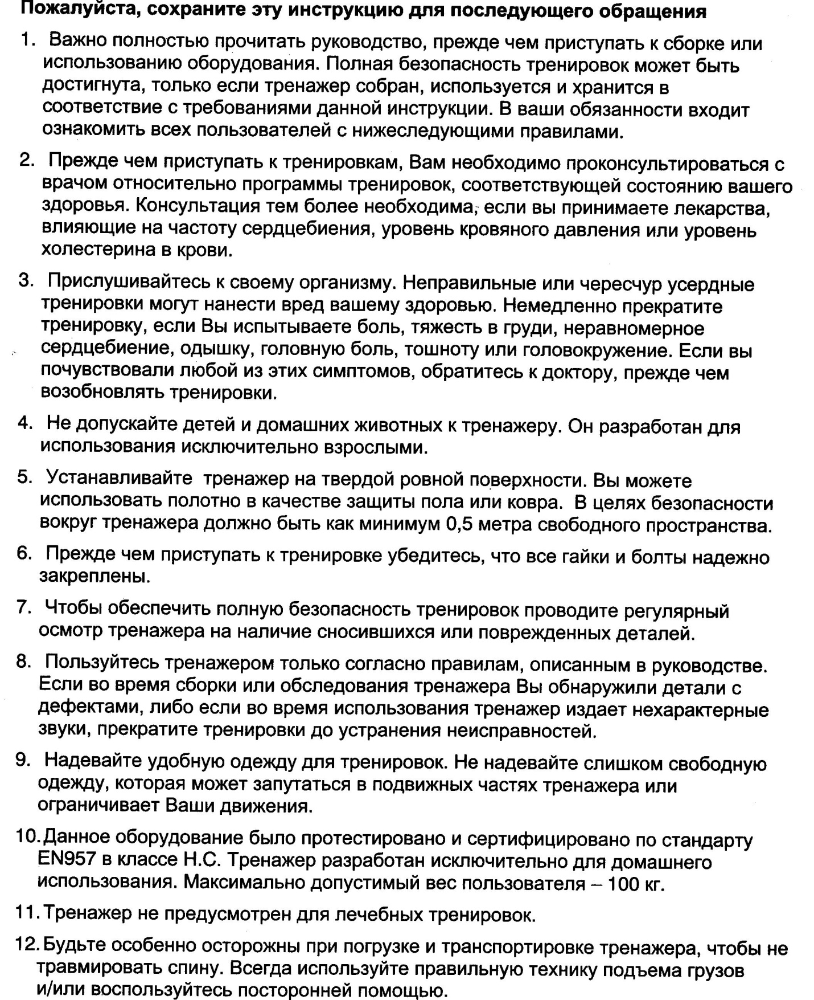 Пожалуйста, сохраните эту инструкцию для последующего обращения
1. Важно полностью прочитать руководство, прежде чем приступать к сборке или
использованию оборудования. Полная безопасность тренировок может быть
достигнута, только если тренажер собран, используется и хранится в
соответствие с требованиями данной инструкции. В ваши обязанности входит
ознакомить всех пользователей с нижеследующими правилами.
2. Прежде чем приступать к тренировкам, Вам необходимо проконсультироваться с
врачом относительно программы тренировок, соответствующей состоянию вашего
здоровья. Консультация тем более необходима, если вы принимаете лекарства,
влияющие на частоту сердцебиения, уровень кровяного давления или уровень
холестерина в крови.
3. Прислушивайтесь к своему организму. Неправильные или чересчур усердные
тренировки могут нанести вред вашему здоровью. Немедленно прекратите
тренировку, если Вы испытываете боль, тяжесть в груди, неравномерное
сердцебиение, одышку, головную боль, тошноту или головокружение. Если вы
почувствовали любой из этих симптомов, обратитесь к доктору, прежде чем
возобновлять тренировки.
4. Не допускайте детей и домашних животных к тренажеру. Он разработан для
использования исключительно взрослыми.
5. Устанавливайте тренажер на твердой ровной поверхности. Вы можете
использовать полотно в качестве защиты пола или ковра. В целях безопасности
вокруг тренажера должно быть как минимум 0,5 метра свободного пространства.
6. Прежде чем приступать к тренировке убедитесь, что все гайки и болты надежно
закреплены.
7. Чтобы обеспечить полную безопасность тренировок проводите регулярный
осмотр тренажера на наличие сносившихся или поврежденных деталей.
8. Пользуйтесь тренажером только согласно правилам, описанным в руководстве.
Если во время сборки или обследования тренажера Вы обнаружили детали с
дефектами, либо если во время использования тренажер издает нехарактерные
звуки, прекратите тренировки до устранения неисправностей.
9. Надевайте удобную одежду для тренировок. Не надевайте слишком свободную
одежду, которая может запутаться в подвижных частях тренажера или
ограничивает Ваши движения.
10. Данное оборудование было протестировано и сертифицировано по стандарту
EN957 в классе H.C. Тренажер разработан исключительно для домашнего
использования. Максимально допустимый вес пользователя – 100 кг.
11. Тренажер не предусмотрен для лечебных тренировок.
12. Будьте особенно осторожны при погрузке и транспортировке тренажера, чтобы не
травмировать спину. Всегда используйте правильную технику подъема грузов
и/или воспользуйтесь посторонней помощью.